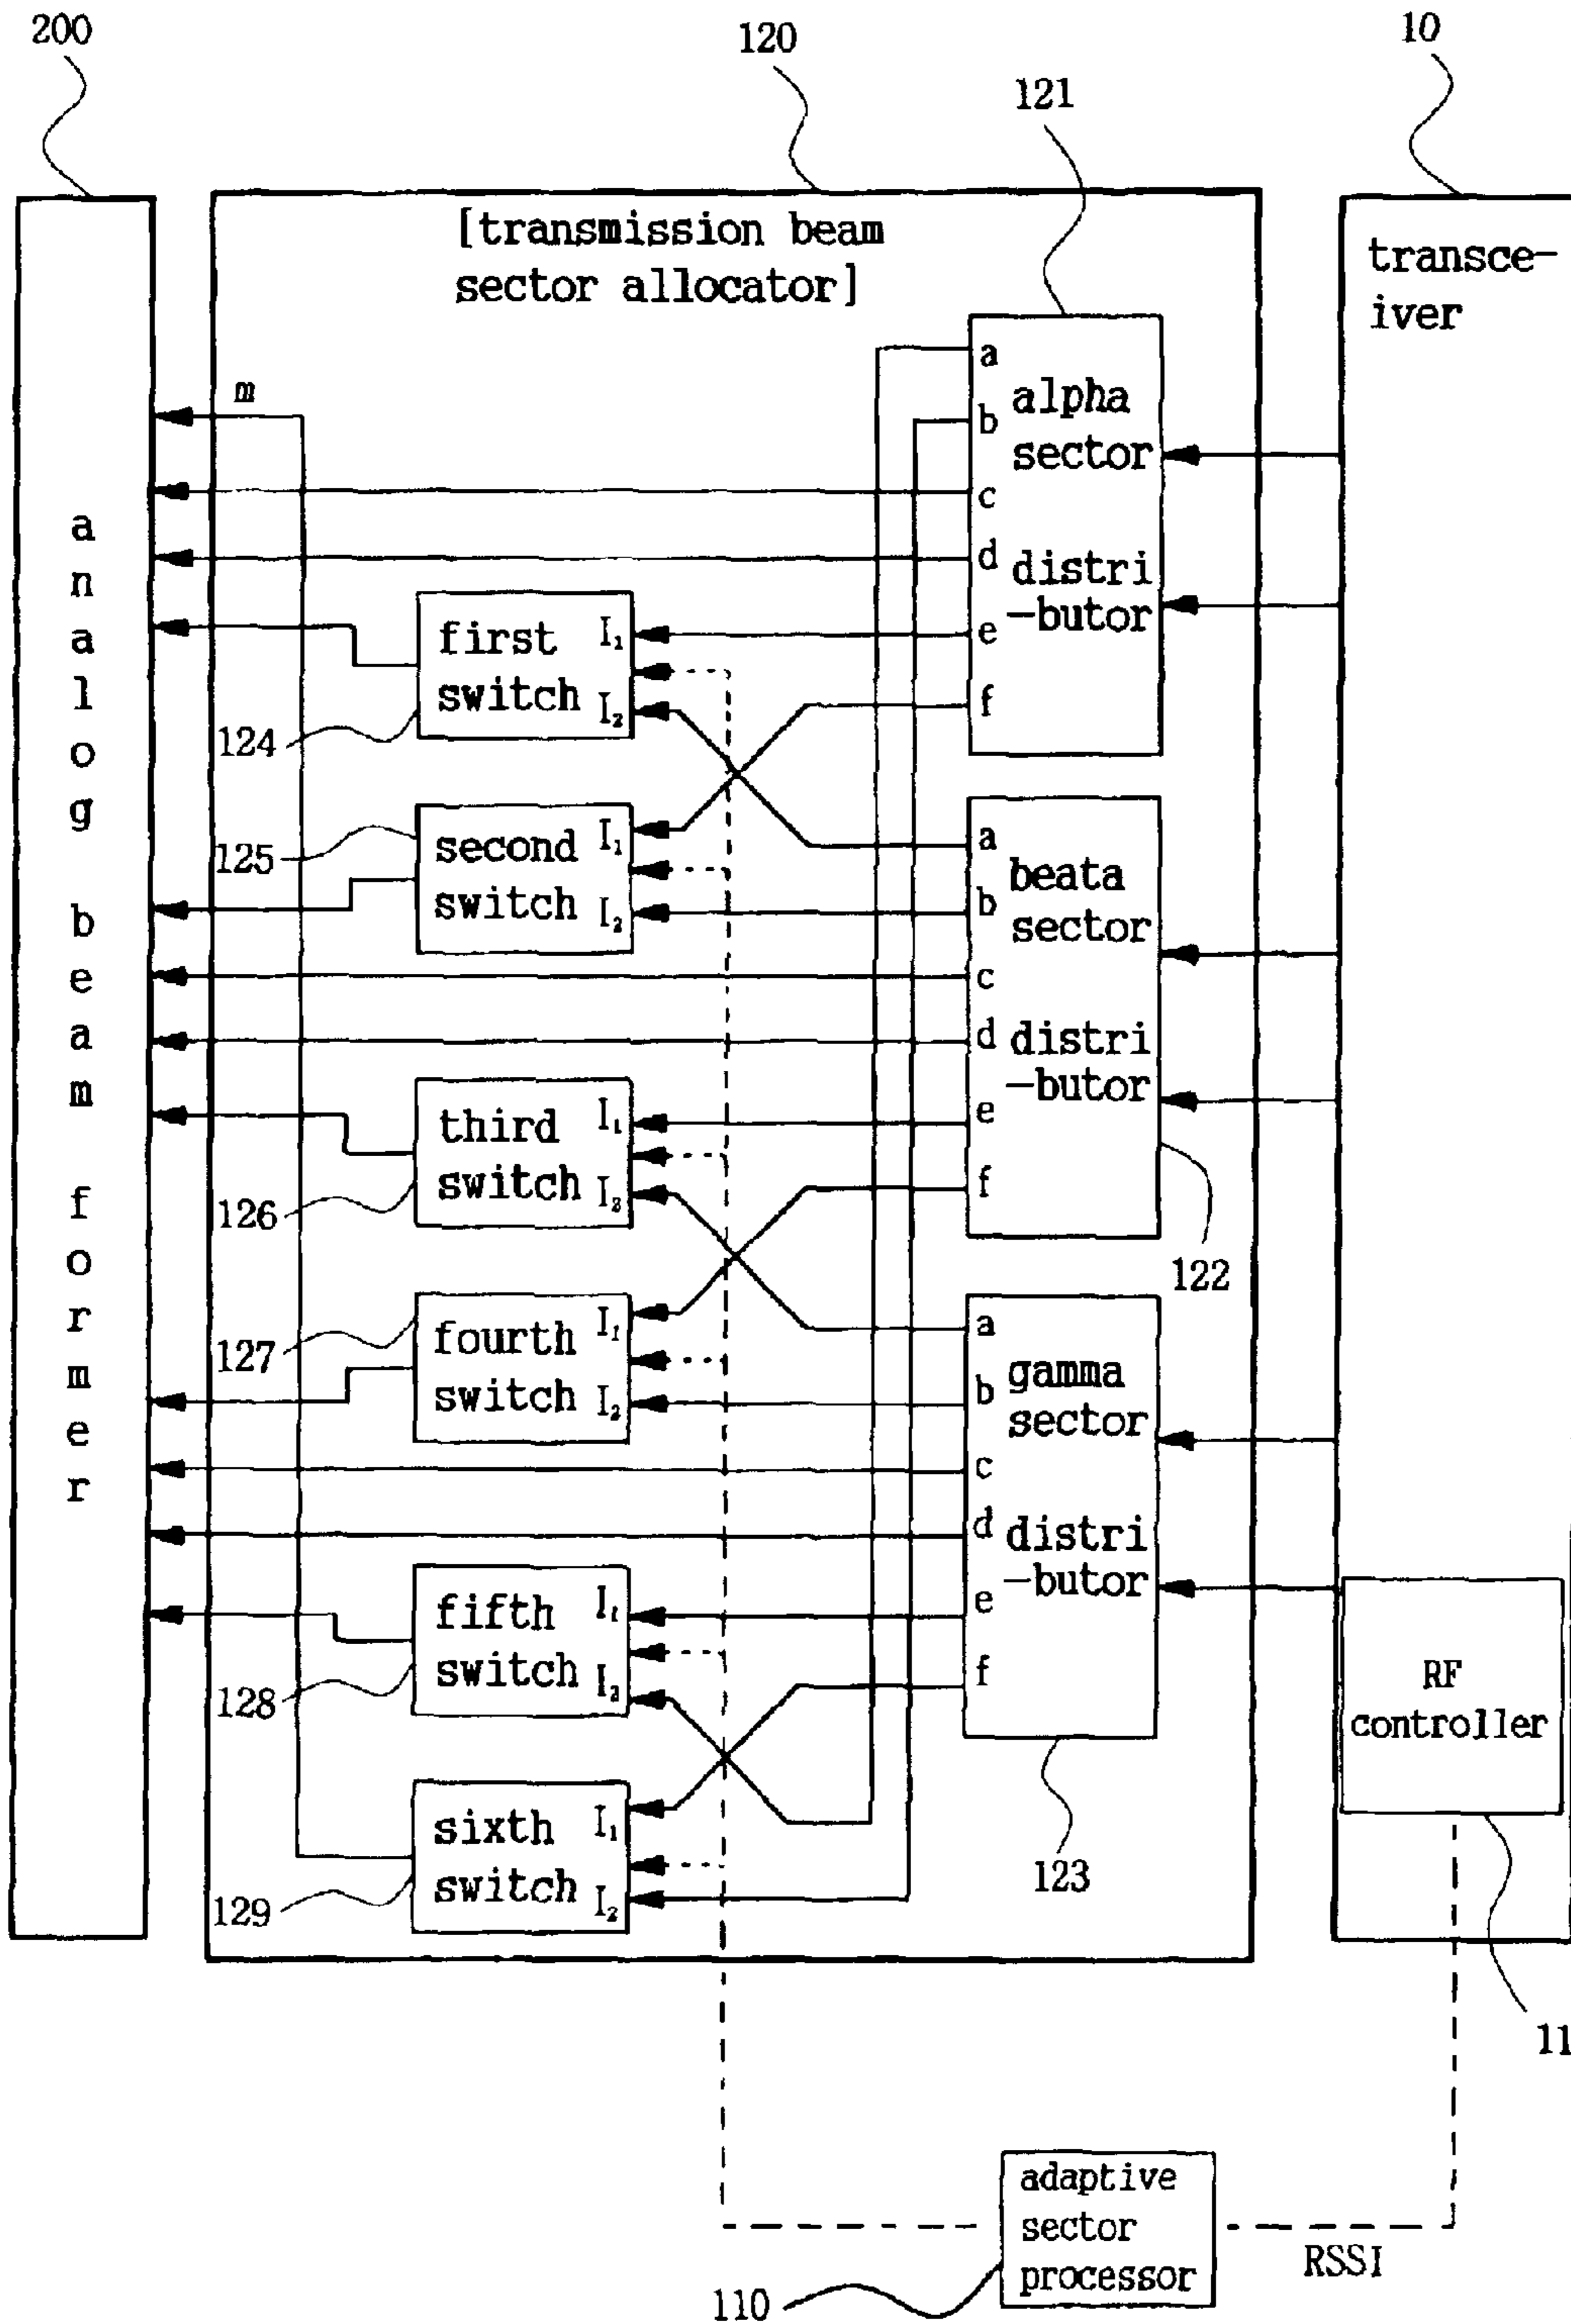 200
120
10
121
[transmission beam
sector allocator]
transce-
iver
m
a
b
c
d
e
f
alpha
sector
distri
-butor
analog beam former
first
switch
I₁
I₂
124
second
switch
I₁
I₂
125
a
b
c
d
e
f
beata
sector
distri
-butor
122
third
switch
I₁
I₂
126
fourth
switch
I₁
I₂
127
a
b
c
d
e
f
gamma
sector
distri
-butor
123
fifth
switch
I₁
I₂
128
sixth
switch
I₁
I₂
129
RF
controller
11
adaptive
sector
processor
RSSI
110